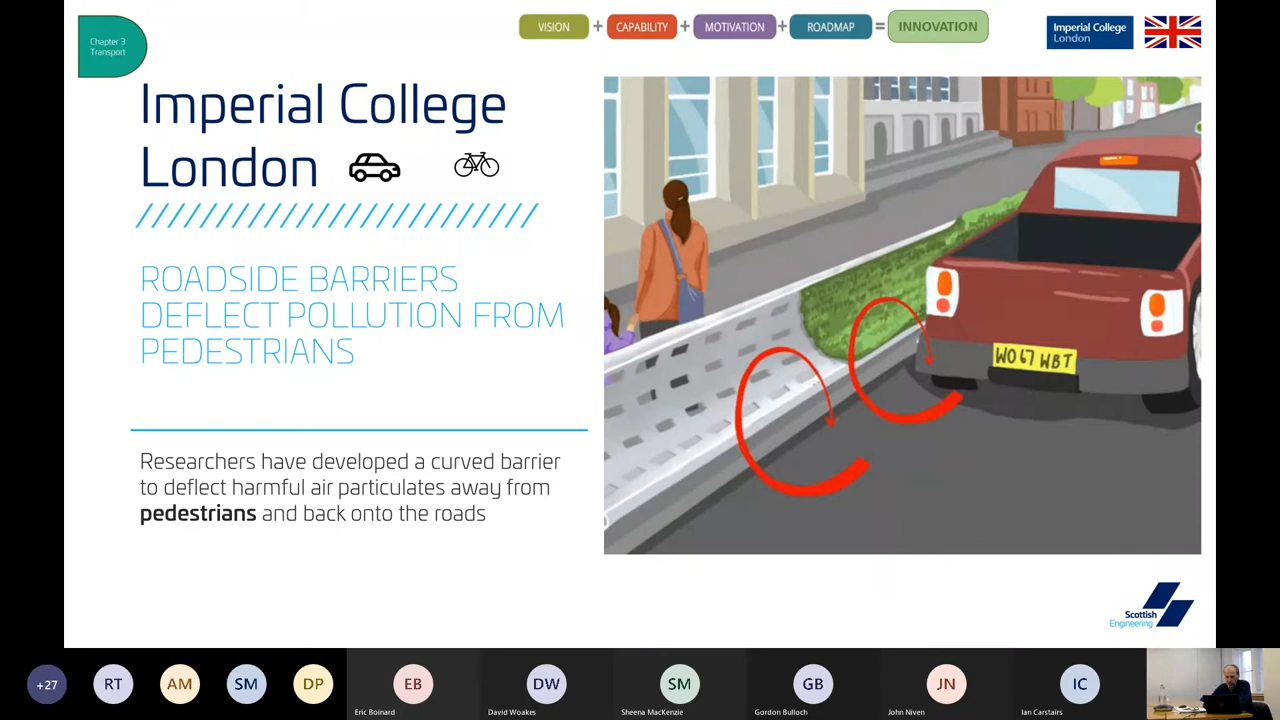 Chapter 3
Transport
VISION + CAPABILITY + MOTIVATION + ROADMAP = INNOVATION
Imperial College
London
Imperial College
London
ROADSIDE BARRIERS
DEFLECT POLLUTION FROM
PEDESTRIANS
Researchers have developed a curved barrier
to deflect harmful air particulates away from
pedestrians and back onto the roads
WO67 WBT
Scottish
Engineering
+27
RT
AM
SM
DP
EB
Eric Boinard
DW
David Woakes
SM
Sheena MacKenzie
GB
Gordon Bulloch
JN
John Niven
IC
Ian Carstairs